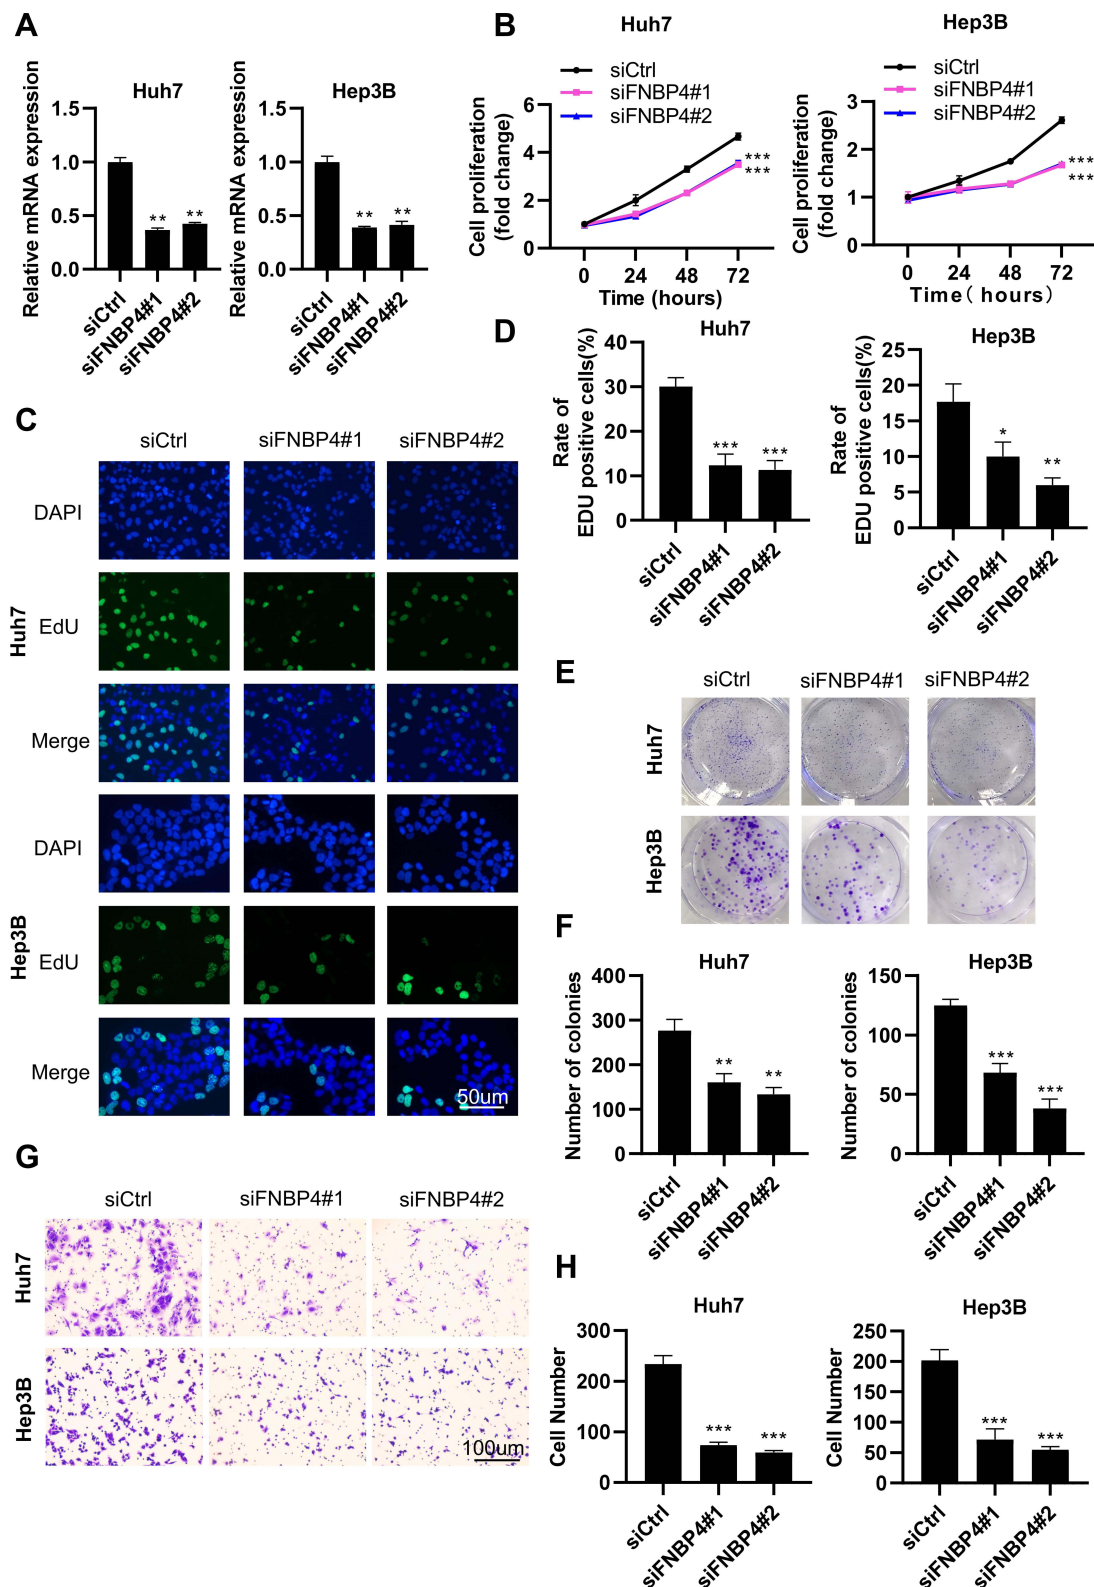 A
Huh7
Hep3B
Relative mRNA expression
1.5
1.0
0.5
0.0
** **
siCtrl
siFNBP4#1
siFNBP4#2
Relative mRNA expression
1.5
1.0
0.5
0.0
** **
siCtrl
siFNBP4#1
siFNBP4#2
B
Huh7
siCtrl
siFNBP4#1
siFNBP4#2
Cell proliferation
(fold change)
6
4
2
0
***
***
0 24 48 72
Time (hours)
Hep3B
siCtrl
siFNBP4#1
siFNBP4#2
Cell proliferation
(fold change)
3
2
1
0
***
***
0 24 48 72
Time( hours)
C
siCtrl siFNBP4#1 siFNBP4#2
Huh7
DAPI
EdU
Merge
Hep3B
DAPI
EdU
Merge
50um
D
Huh7
Rate of
EDU positive cells(%)
40
30
20
10
0
*** ***
siCtrl
siFNBP4#1
siFNBP4#2
Hep3B
Rate of
EDU positive cells(%)
25
20
15
10
5
0
* **
siCtrl
siFNBP4#1
siFNBP4#2
E
siCtrl siFNBP4#1 siFNBP4#2
Huh7
Hep3B
F
Huh7
Number of colonies
400
300
200
100
0
** **
siCtrl
siFNBP4#1
siFNBP4#2
Hep3B
Number of colonies
150
100
50
0
*** ***
siCtrl
siFNBP4#1
siFNBP4#2
G
siCtrl siFNBP4#1 siFNBP4#2
Huh7
Hep3B
100um
H
Huh7
Cell Number
300
200
100
0
*** ***
siCtrl
siFNBP4#1
siFNBP4#2
Hep3B
Cell Number
250
200
150
100
50
0
*** ***
siCtrl
siFNBP4#1
siFNBP4#2